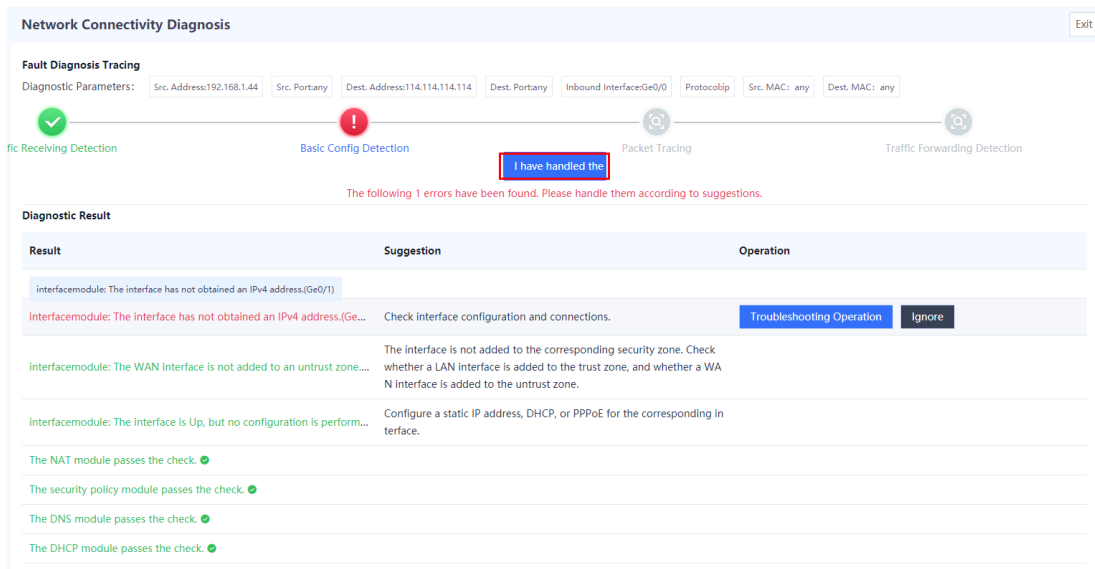 Network Connectivity Diagnosis
Exit
Fault Diagnosis Tracing
Diagnostic Parameters:
Src. Address:192.168.1.44
Src. Port:any
Dest. Address:114.114.114.114
Dest. Port:any
Inbound Interface:Ge0/0
Protocol:ip
Src. MAC: any
Dest. MAC: any
fic Receiving Detection
Basic Config Detection
Packet Tracing
Traffic Forwarding Detection
I have handled the
The following 1 errors have been found. Please handle them according to suggestions.
Diagnostic Result
Result
Suggestion
Operation
interfacemodule: The interface has not obtained an IPv4 address.(Ge0/1)
interfacemodule: The interface has not obtained an IPv4 address.(Ge...
Check interface configuration and connections.
Troubleshooting Operation
Ignore
interfacemodule: The WAN interface is not added to an untrust zone....
The interface is not added to the corresponding security zone. Check
whether a LAN interface is added to the trust zone, and whether a WA
N interface is added to the untrust zone.
interfacemodule: The interface is Up, but no configuration is perform...
Configure a static IP address, DHCP, or PPPoE for the corresponding in
terface.
The NAT module passes the check.
The security policy module passes the check.
The DNS module passes the check.
The DHCP module passes the check.